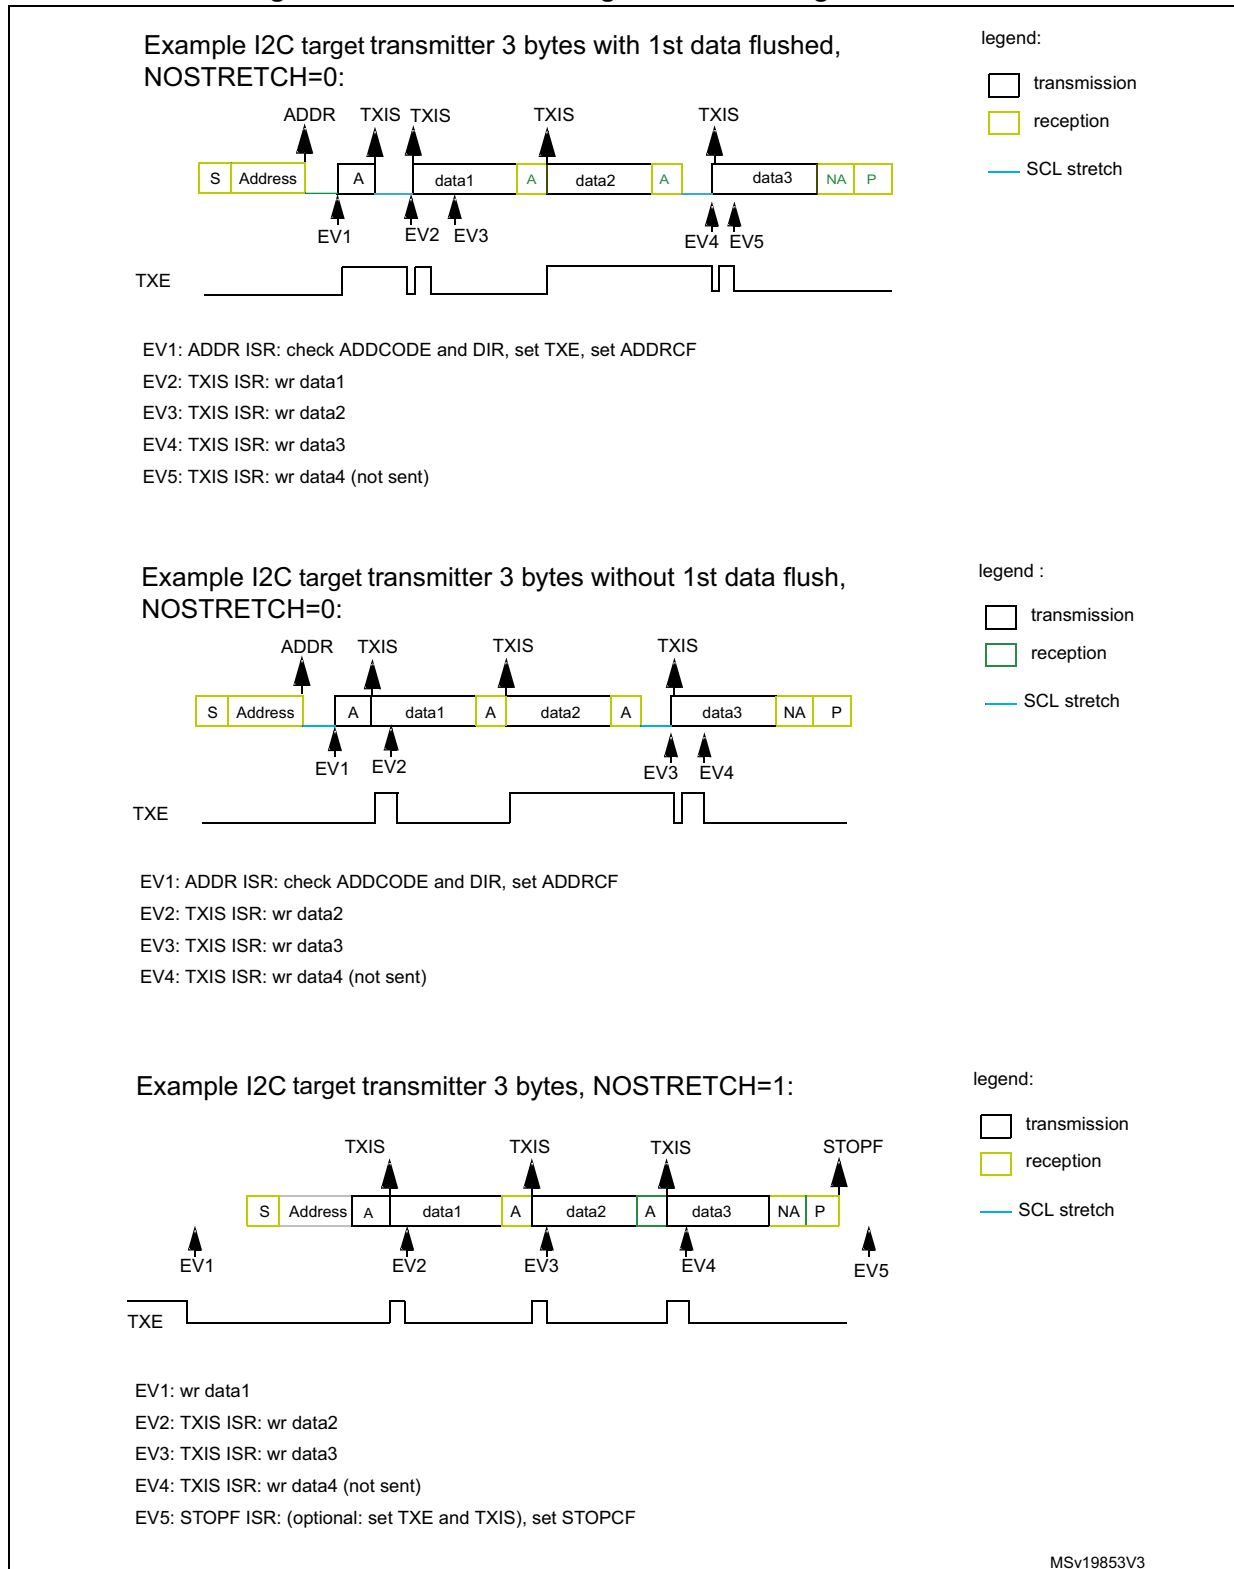 Example I2C target transmitter 3 bytes with 1st data flushed,
NOSTRETCH=0:
legend:
transmission
reception
SCL stretch
ADDR TXIS TXIS TXIS TXIS
S Address A data1 A data2 A data3 NA P
EV1 EV2 EV3 EV4 EV5
TXE
EV1: ADDR ISR: check ADDCODE and DIR, set TXE, set ADDRCF
EV2: TXIS ISR: wr data1
EV3: TXIS ISR: wr data2
EV4: TXIS ISR: wr data3
EV5: TXIS ISR: wr data4 (not sent)
Example I2C target transmitter 3 bytes without 1st data flush,
NOSTRETCH=0:
legend :
transmission
reception
SCL stretch
ADDR TXIS TXIS TXIS
S Address A data1 A data2 A data3 NA P
EV1 EV2 EV3 EV4
TXE
EV1: ADDR ISR: check ADDCODE and DIR, set ADDRCF
EV2: TXIS ISR: wr data2
EV3: TXIS ISR: wr data3
EV4: TXIS ISR: wr data4 (not sent)
Example I2C target transmitter 3 bytes, NOSTRETCH=1:
legend:
transmission
reception
SCL stretch
TXIS TXIS TXIS STOPF
S Address A data1 A data2 A data3 NA P
EV1 EV2 EV3 EV4 EV5
TXE
EV1: wr data1
EV2: TXIS ISR: wr data2
EV3: TXIS ISR: wr data3
EV4: TXIS ISR: wr data4 (not sent)
EV5: STOPF ISR: (optional: set TXE and TXIS), set STOPCF
MSv19853V3